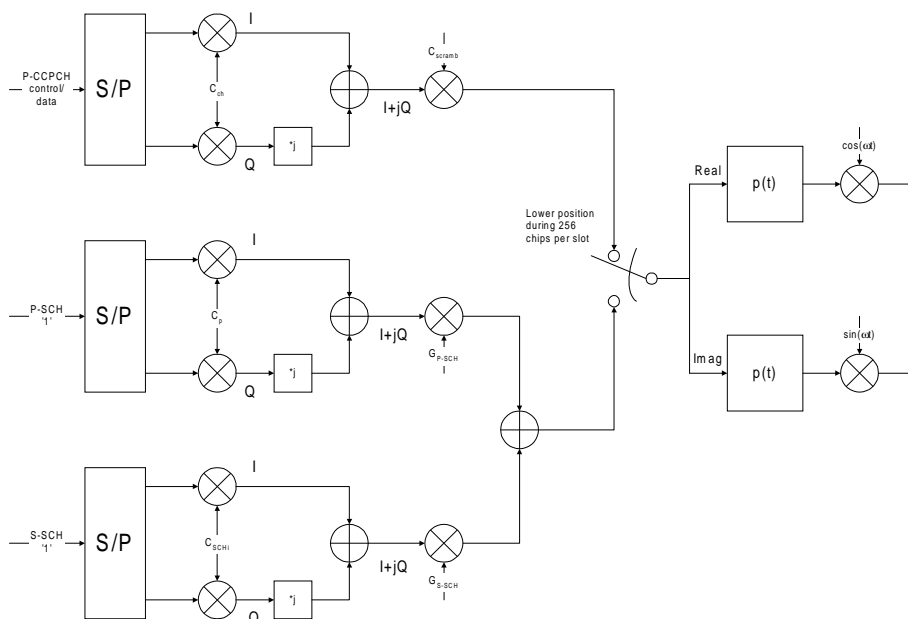 I
P-CCPCH
control/
data
S/P
C ch
Q
*j
I+jQ
C scramb
Lower position
during 256
chips per slot
Real
p(t)
cos(ωt)
Imag
p(t)
sin(ωt)
I
P-SCH
'1'
S/P
C p
Q
*j
I+jQ
G P-SCH
I
S-SCH
'1'
S/P
C SCHi
Q
*j
I+jQ
G S-SCH